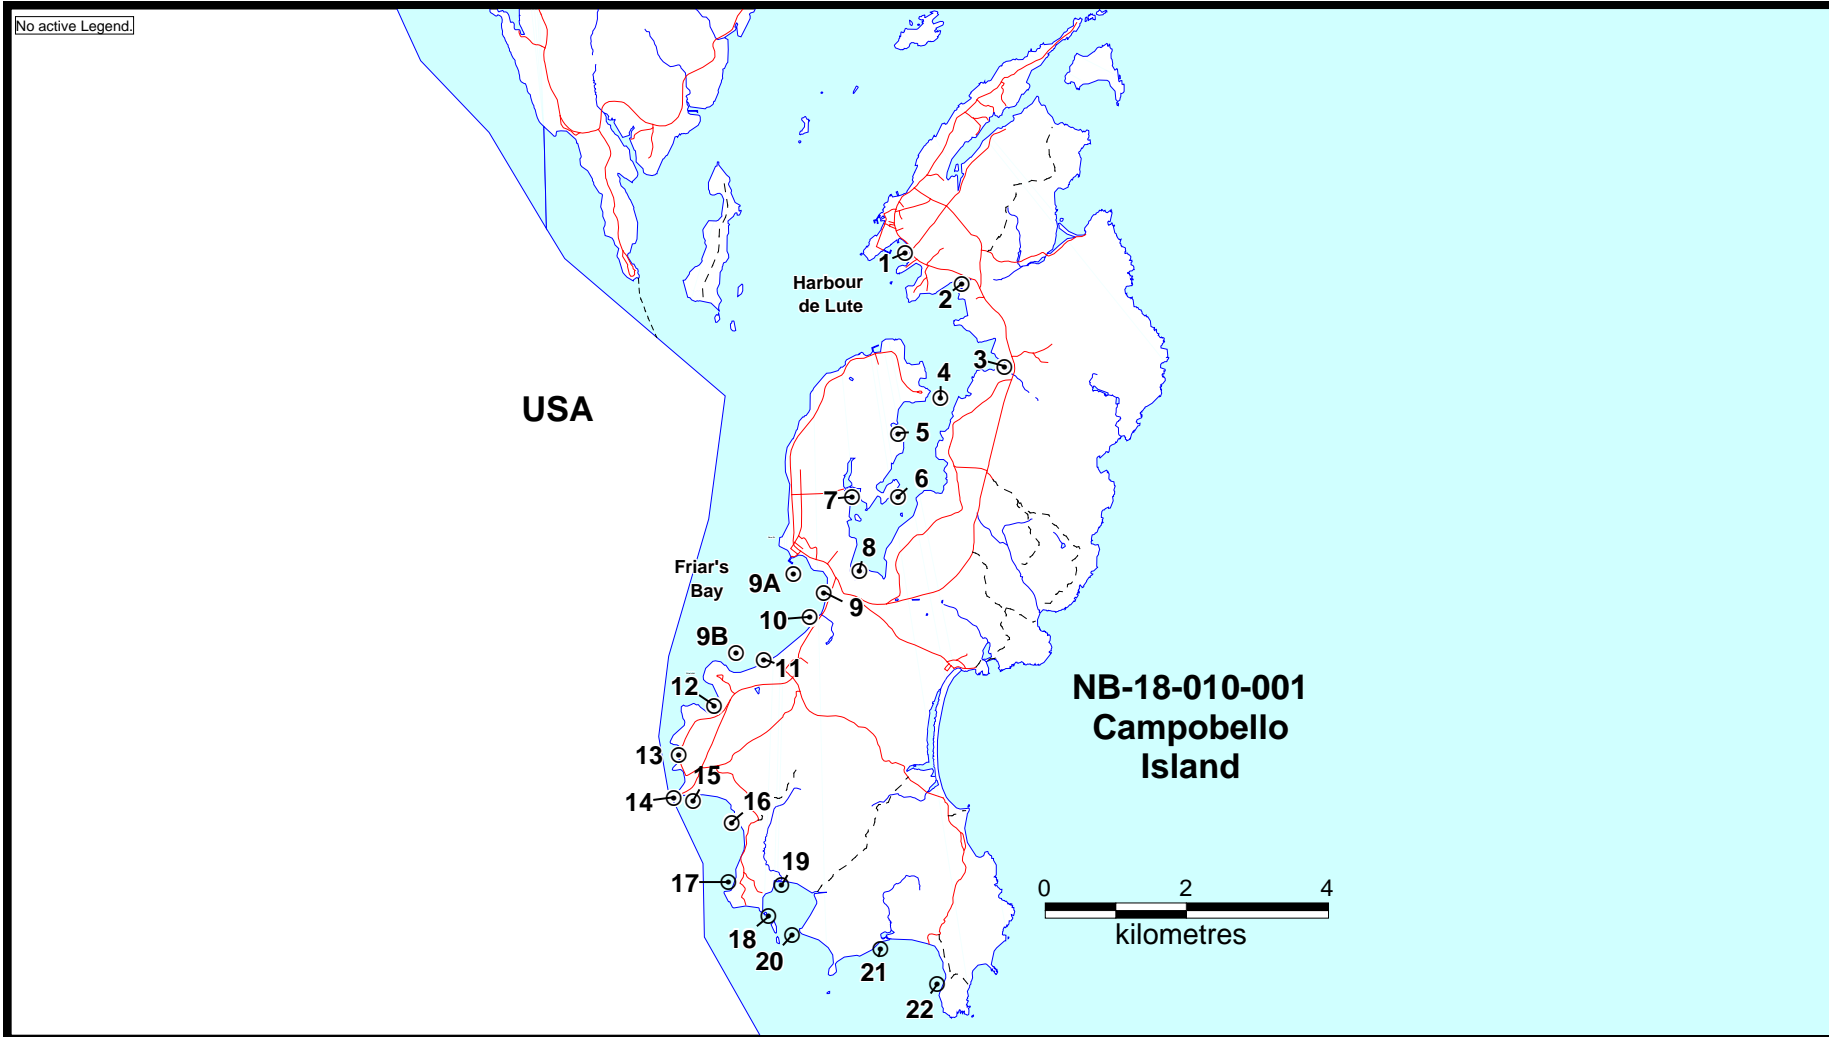 No active Legend.
1
Harbour
de Lute
2
3
4
USA
5
6
7
8
Friar's
Bay
9A
9
10
9B
11
12
NB-18-010-001
Campobello
Island
13
15
14
16
19
17
0 2 4
kilometres
18
20
21
22